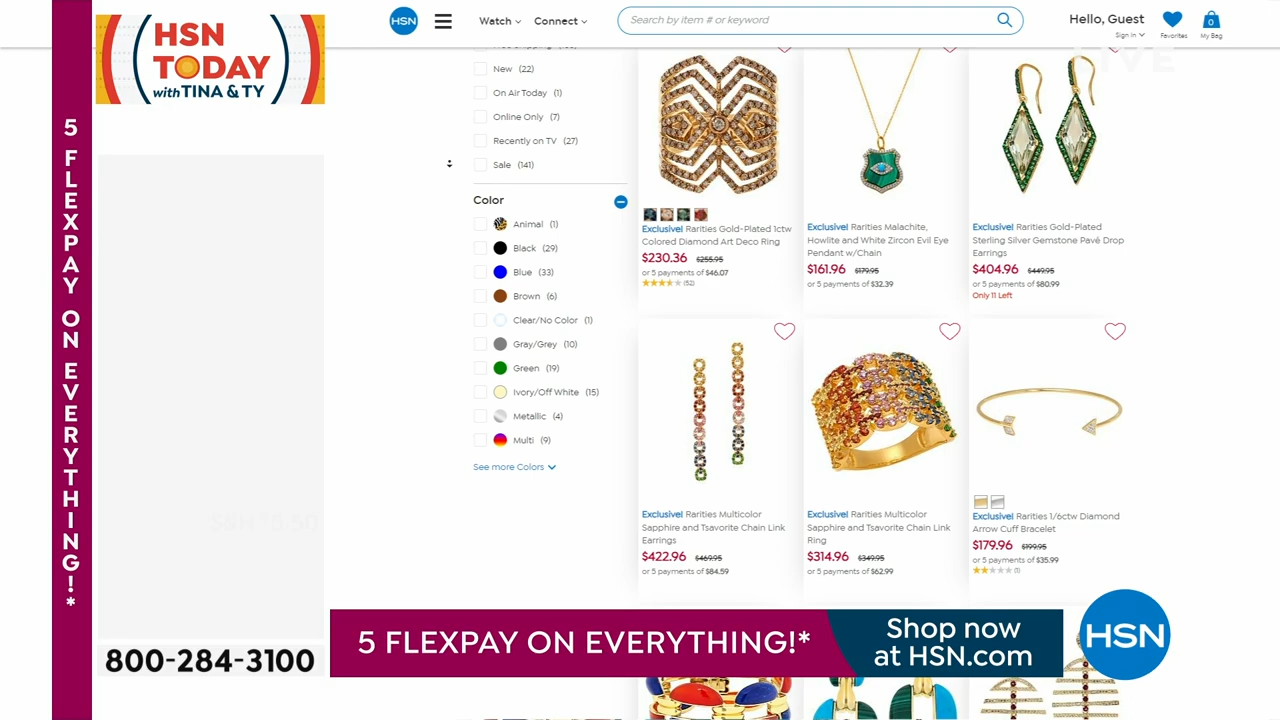 HSN
TODAY
with TINA & TY
5 FLEXPAY ON EVERYTHING!*
800-284-3100
HSN
Watch
Connect
Search by item # or keyword
Hello, Guest
Sign In
Favorites
0
My Bag
LIVE
New (22)
On Air Today (1)
Online Only (7)
Recently on TV (27)
Sale (141)
Color
Animal (1)
Black (29)
Blue (33)
Brown (6)
Clear/No Color (1)
Gray/Grey (10)
Green (19)
Ivory/Off White (15)
Metallic (4)
Multi (9)
See more Colors
Exclusive! Rarities Gold-Plated 1ctw
Colored Diamond Art Deco Ring
$230.36 $255.95
or 5 payments of $46.07
(52)
Exclusive! Rarities Malachite,
Howlite and White Zircon Evil Eye
Pendant w/Chain
$161.96 $179.95
or 5 payments of $32.39
Exclusive! Rarities Gold-Plated
Sterling Silver Gemstone Pavé Drop
Earrings
$404.96 $449.95
or 5 payments of $80.99
Only 11 Left
Exclusive! Rarities Multicolor
Sapphire and Tsavorite Chain Link
Earrings
$422.96 $469.95
or 5 payments of $84.59
Exclusive! Rarities Multicolor
Sapphire and Tsavorite Chain Link
Ring
$314.96 $349.95
or 5 payments of $62.99
Exclusive! Rarities 1/6ctw Diamond
Arrow Cuff Bracelet
$179.96 $199.95
or 5 payments of $35.99
(1)
5 FLEXPAY ON EVERYTHING!*
Shop now
at HSN.com
HSN